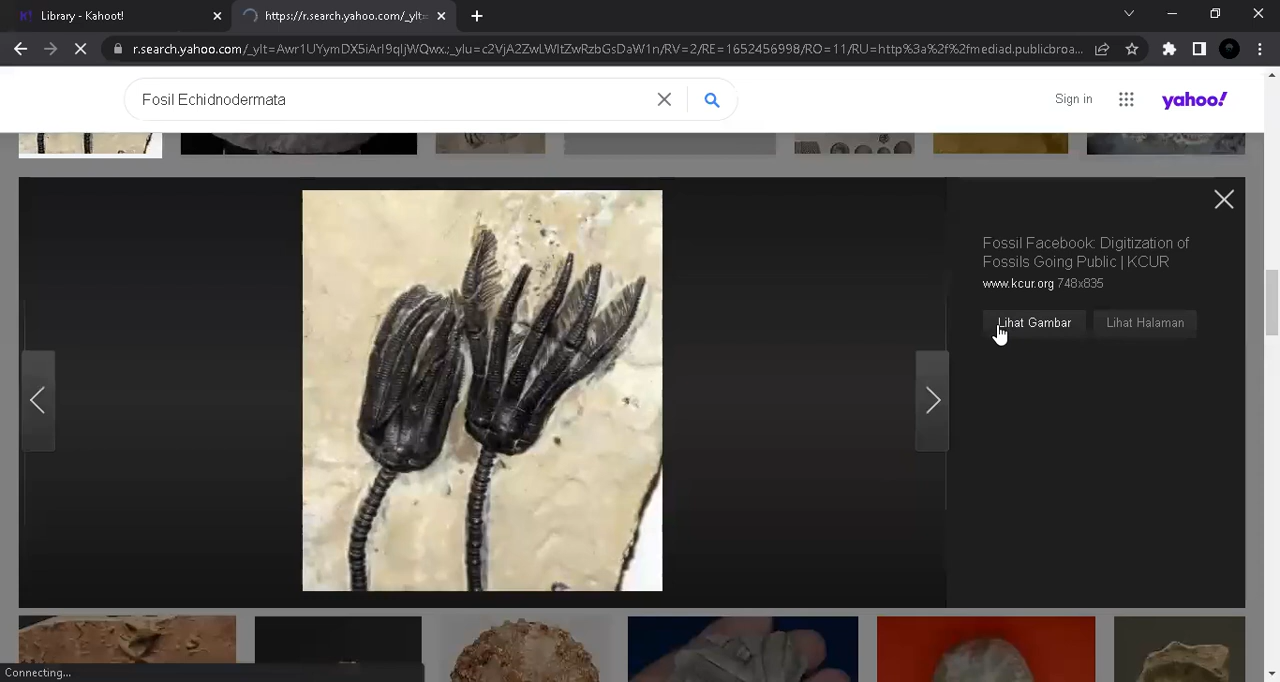 Library - Kahoot!
https://r.search.yahoo.com/_ylt=
r.search.yahoo.com/_ylt=Awr1UYymDX5iArI9qIjWQwx.;_ylu=c2VjA2ZwLWltZwRzbGsDaW1n/RV=2/RE=1652456998/RO=11/RU=http%3a%2f%2fmediad.publicbroa...
Fosil Echidnodermata
Sign in
yahoo!
Fossil Facebook: Digitization of
Fossils Going Public | KCUR
www.kcur.org 748x835
Lihat Gambar
Lihat Halaman
Connecting...